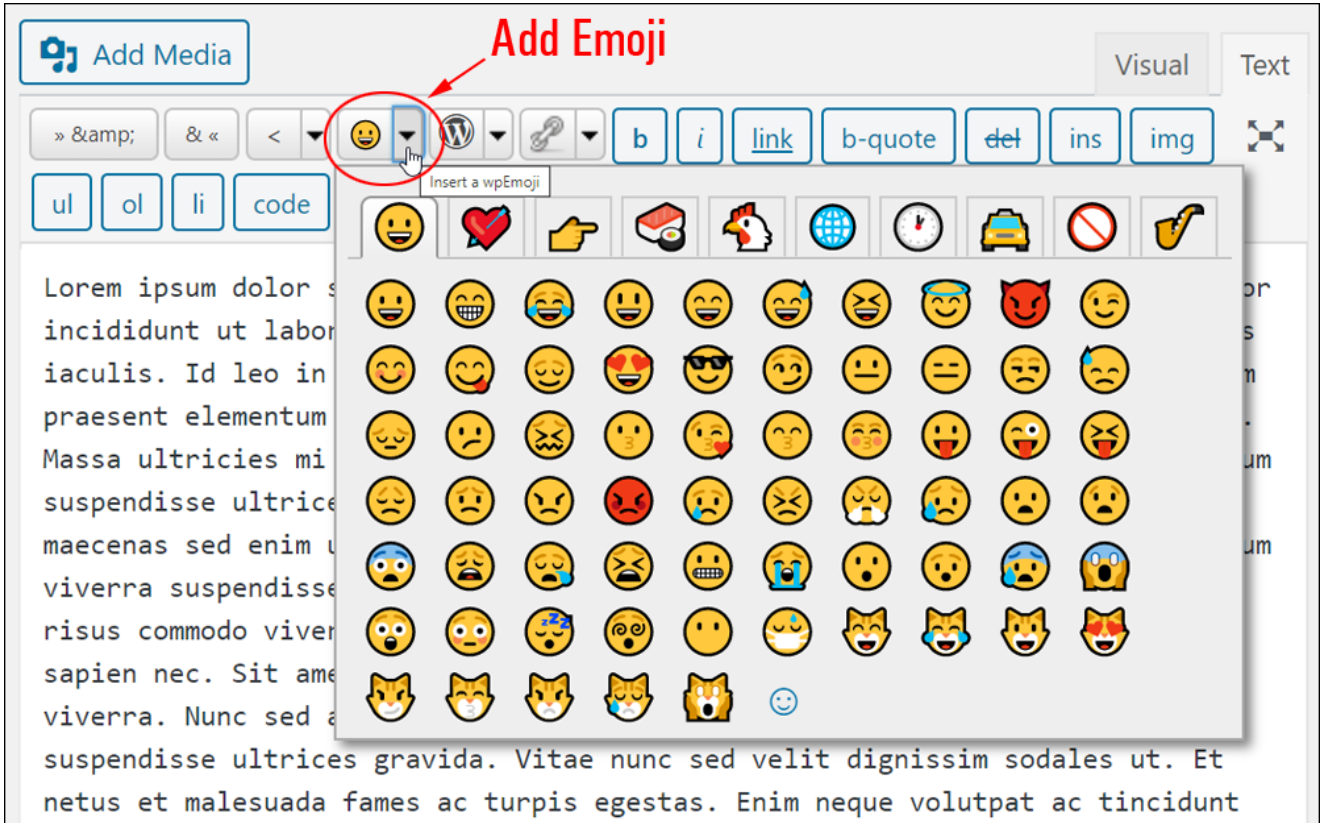 Add Emoji
Add Media
Visual
Text
» &amp;
& «
<
b
i
link
b-quote
del
ins
img
Insert a wpEmoji
ul
ol
li
code
Lorem ipsum dolor
or
incididunt ut labor
s
iaculis. Id leo in
m
praesent elementum
.
Massa ultricies mi
um
suspendisse ultrice
maecenas sed enim
um
viverra suspendisse
risus commodo viver
sapien nec. Sit ame
viverra. Nunc sed a
suspendisse ultrices gravida. Vitae nunc sed velit dignissim sodales ut. Et
netus et malesuada fames ac turpis egestas. Enim neque volutpat ac tincidunt